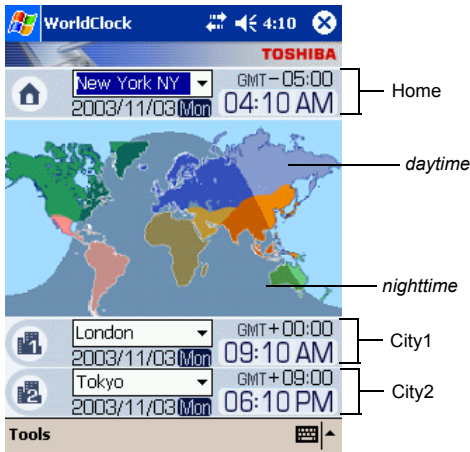 WorldClock 4:10
TOSHIBA
New York NY GMT-05:00
2003/11/03 Mon 04:10 AM
Home
daytime
nighttime
1 London GMT+00:00
2003/11/03 Mon 09:10 AM
City1
2 Tokyo GMT+09:00
2003/11/03 Mon 06:10 PM
City2
Tools